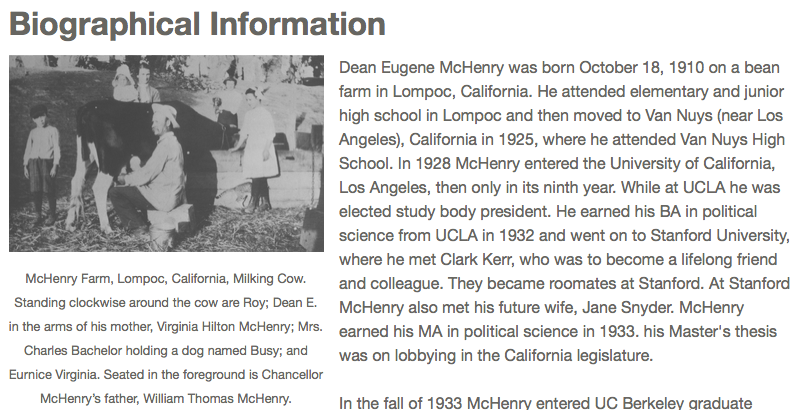 Biographical Information
McHenry Farm, Lompoc, California, Milking Cow.
Standing clockwise around the cow are Roy; Dean E.
in the arms of his mother, Virginia Hilton McHenry; Mrs.
Charles Bachelor holding a dog named Busy; and
Eurnice Virginia. Seated in the foreground is Chancellor
McHenry's father, William Thomas McHenry.
Dean Eugene McHenry was born October 18, 1910 on a bean
farm in Lompoc, California. He attended elementary and junior
high school in Lompoc and then moved to Van Nuys (near Los
Angeles), California in 1925, where he attended Van Nuys High
School. In 1928 McHenry entered the University of California,
Los Angeles, then only in its ninth year. While at UCLA he was
elected study body president. He earned his BA in political
science from UCLA in 1932 and went on to Stanford University,
where he met Clark Kerr, who was to become a lifelong friend
and colleague. They became roomates at Stanford. At Stanford
McHenry also met his future wife, Jane Snyder. McHenry
earned his MA in political science in 1933. his Master's thesis
was on lobbying in the California legislature.
In the fall of 1933 McHenry entered UC Berkeley graduate